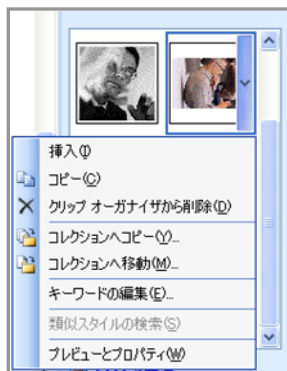 挿入(I)
コピー(C)
クリップ オーガナイザから削除(D)
コレクションへコピー(Y)...
コレクションへ移動(M)...
キーワードの編集(E)...
類似スタイルの検索(S)
プレビューとプロパティ(W)